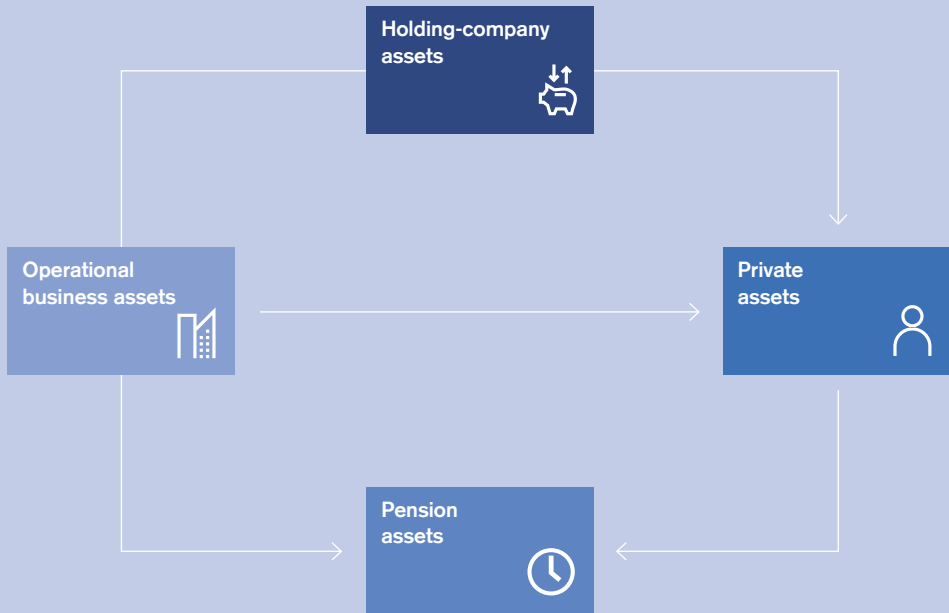 Holding-company
assets
Operational
business assets
Private
assets
Pension
assets